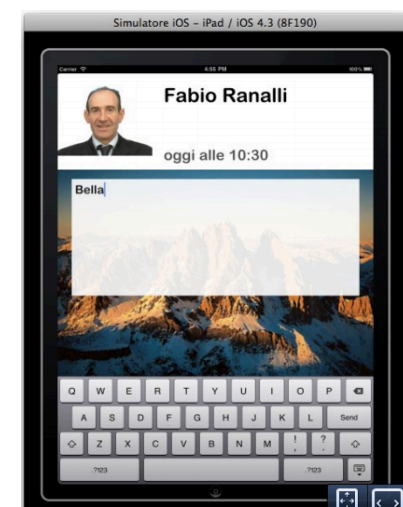 Simulatore iOS - iPad / iOS 4.3 (8F190)
Carrier 4:55 PM 100%
Fabio Ranalli
oggi alle 10:30
Bella
Q W E R T Y U I O P
A S D F G H J K L Send
Z X C V B N M ! , ? .
.?123 .?123